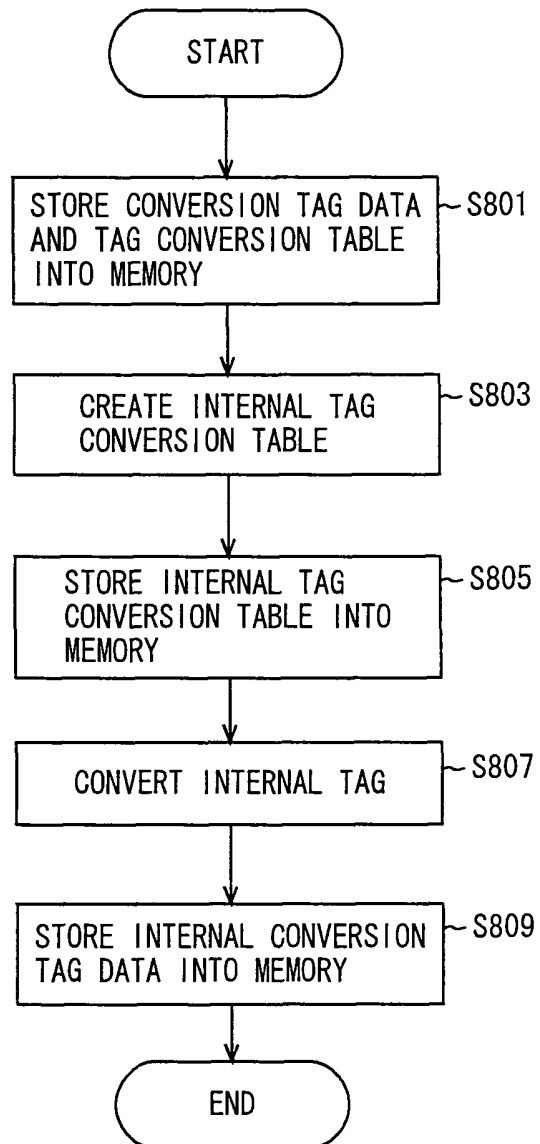 START
STORE CONVERSION TAG DATA
AND TAG CONVERSION TABLE
INTO MEMORY
S801
CREATE INTERNAL TAG
CONVERSION TABLE
S803
STORE INTERNAL TAG
CONVERSION TABLE INTO
MEMORY
S805
CONVERT INTERNAL TAG
S807
STORE INTERNAL CONVERSION
TAG DATA INTO MEMORY
S809
END